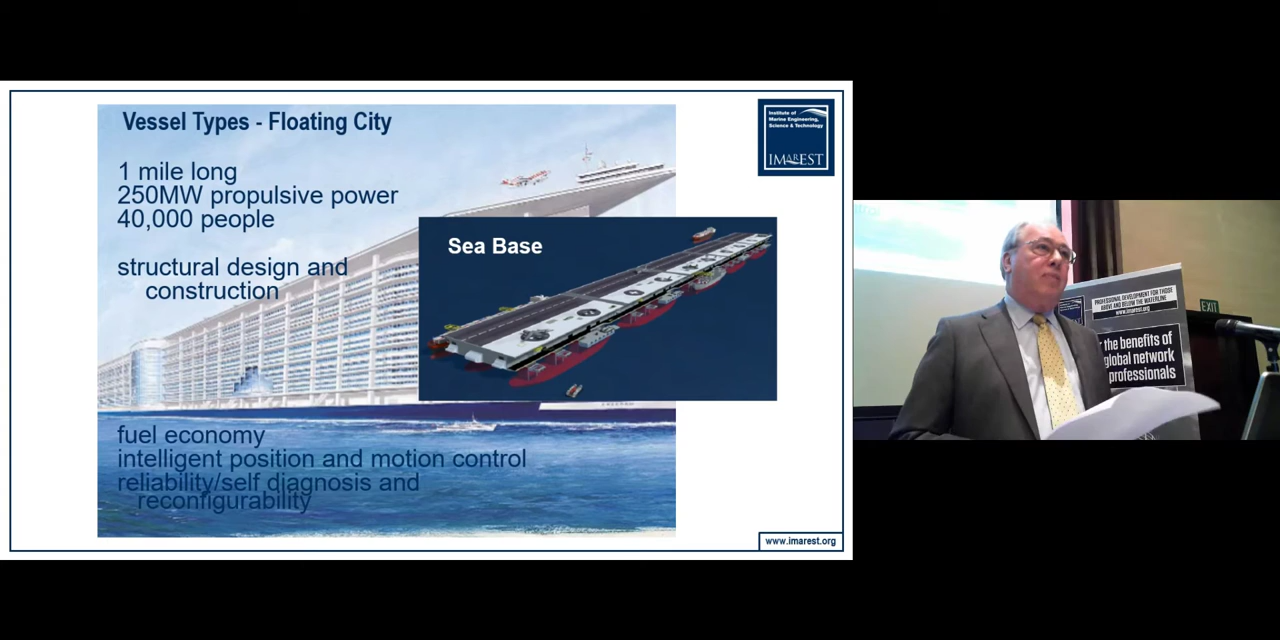 Vessel Types - Floating City
1 mile long
250MW propulsive power
40,000 people
structural design and
construction
Sea Base
fuel economy
intelligent position and motion control
reliability/self diagnosis and
reconfigurability
Institute of
Marine Engineering,
Science & Technology
IMarEST
www.imarest.org
PROFESSIONAL DEVELOPMENT FOR THOSE
ABOVE AND BELOW THE WATERLINE
www.imarest.org
the benefits of
global network
professionals
EXIT